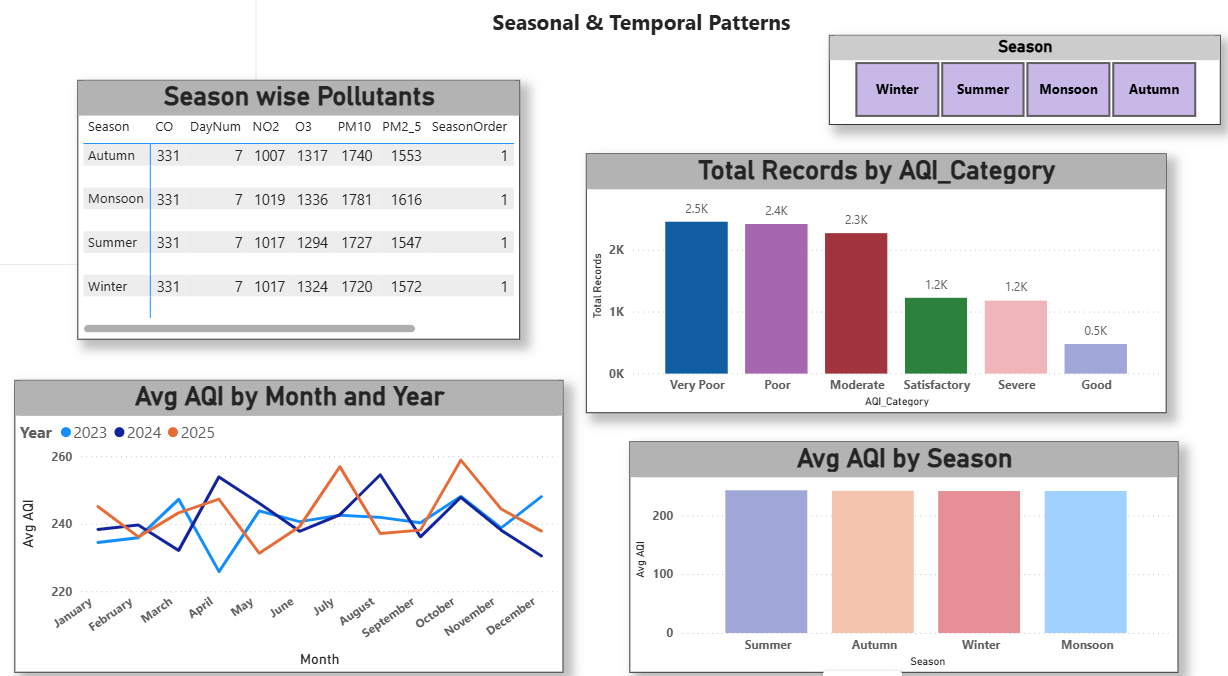 Seasonal & Temporal Patterns
Season
Winter Summer Monsoon Autumn
Season wise Pollutants
Season CO DayNum NO2 O3 PM10 PM2_5 SeasonOrder
Autumn 331 7 1007 1317 1740 1553 1
Monsoon 331 7 1019 1336 1781 1616 1
Summer 331 7 1017 1294 1727 1547 1
Winter 331 7 1017 1324 1720 1572 1
Total Records by AQI_Category
Total Records
2K
1K
0K
2.5K 2.4K 2.3K 1.2K 1.2K 0.5K
Very Poor Poor Moderate Satisfactory Severe Good
AQI_Category
Avg AQI by Month and Year
Year 2023 2024 2025
Avg AQI
260
240
220
January February March April May June July August September October November December
Month
Avg AQI by Season
Avg AQI
200
100
0
Summer Autumn Winter Monsoon
Season